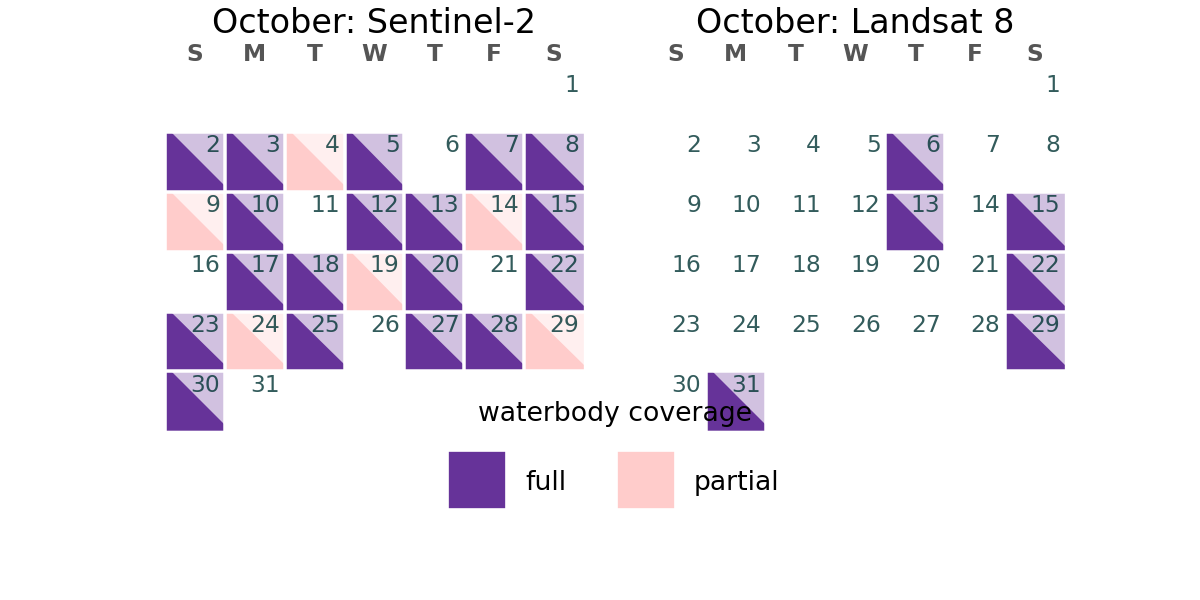 October: Sentinel-2
S M T W T F S
1
2 3 4 5 6 7 8
9 10 11 12 13 14 15
16 17 18 19 20 21 22
23 24 25 26 27 28 29
30 31
October: Landsat 8
S M T W T F S
1
2 3 4 5 6 7 8
9 10 11 12 13 14 15
16 17 18 19 20 21 22
23 24 25 26 27 28 29
30 31
waterbody coverage
full partial